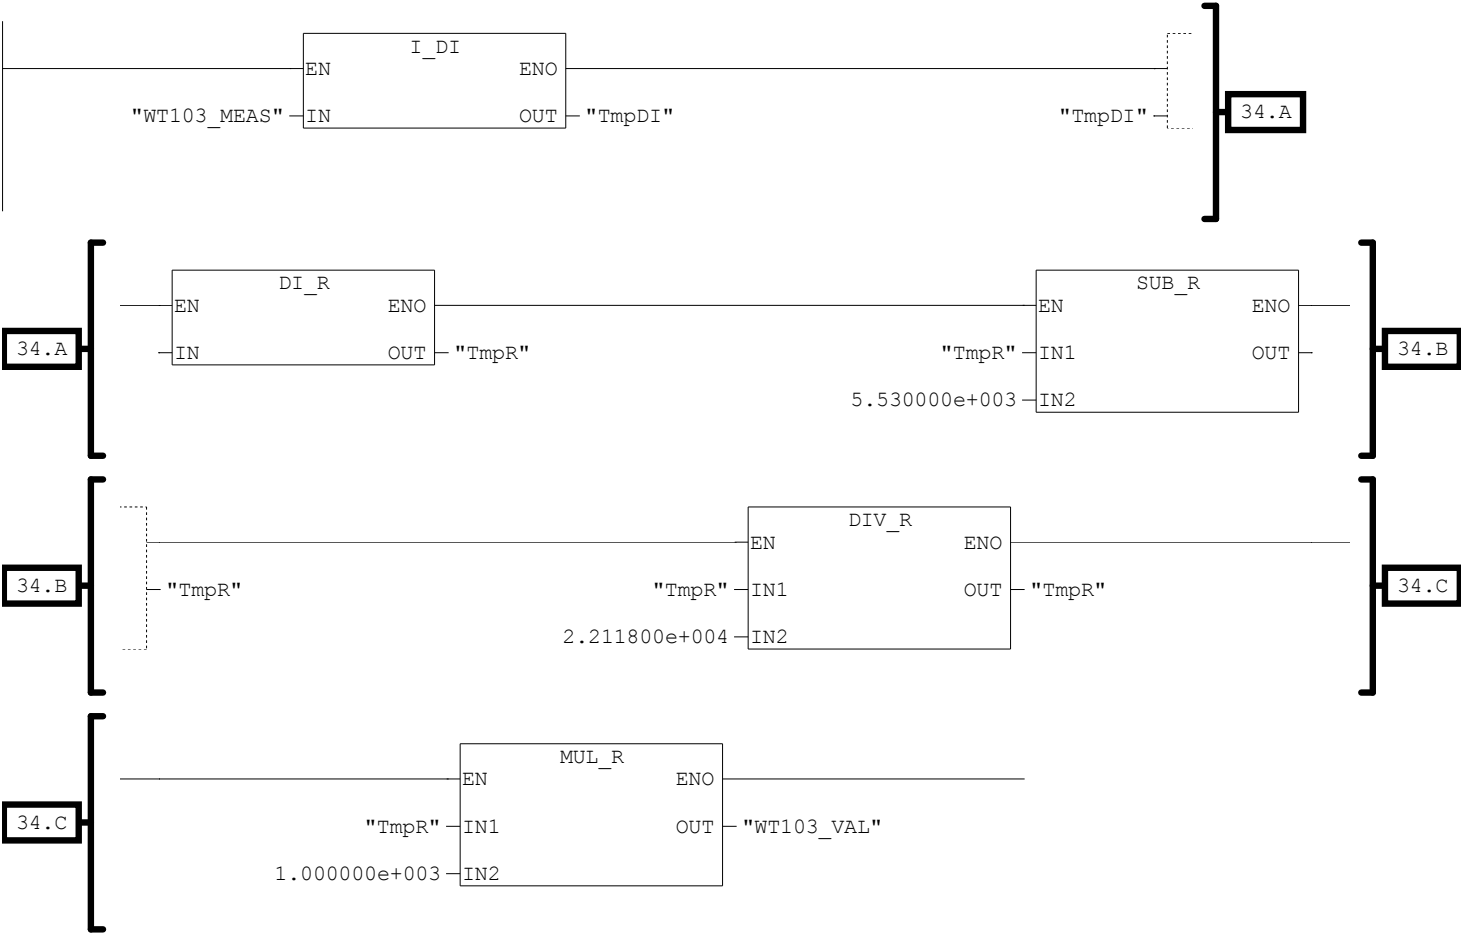 I_DI
EN ENO
"WT103_MEAS" IN OUT "TmpDI" "TmpDI" 34.A
DI_R SUB_R
EN ENO EN ENO
34.A IN OUT "TmpR" "TmpR" IN1 OUT 34.B
5.530000e+003 IN2
DIV_R
EN ENO
34.B "TmpR" "TmpR" IN1 OUT "TmpR" 34.C
2.211800e+004 IN2
MUL_R
EN ENO
34.C "TmpR" IN1 OUT "WT103_VAL"
1.000000e+003 IN2